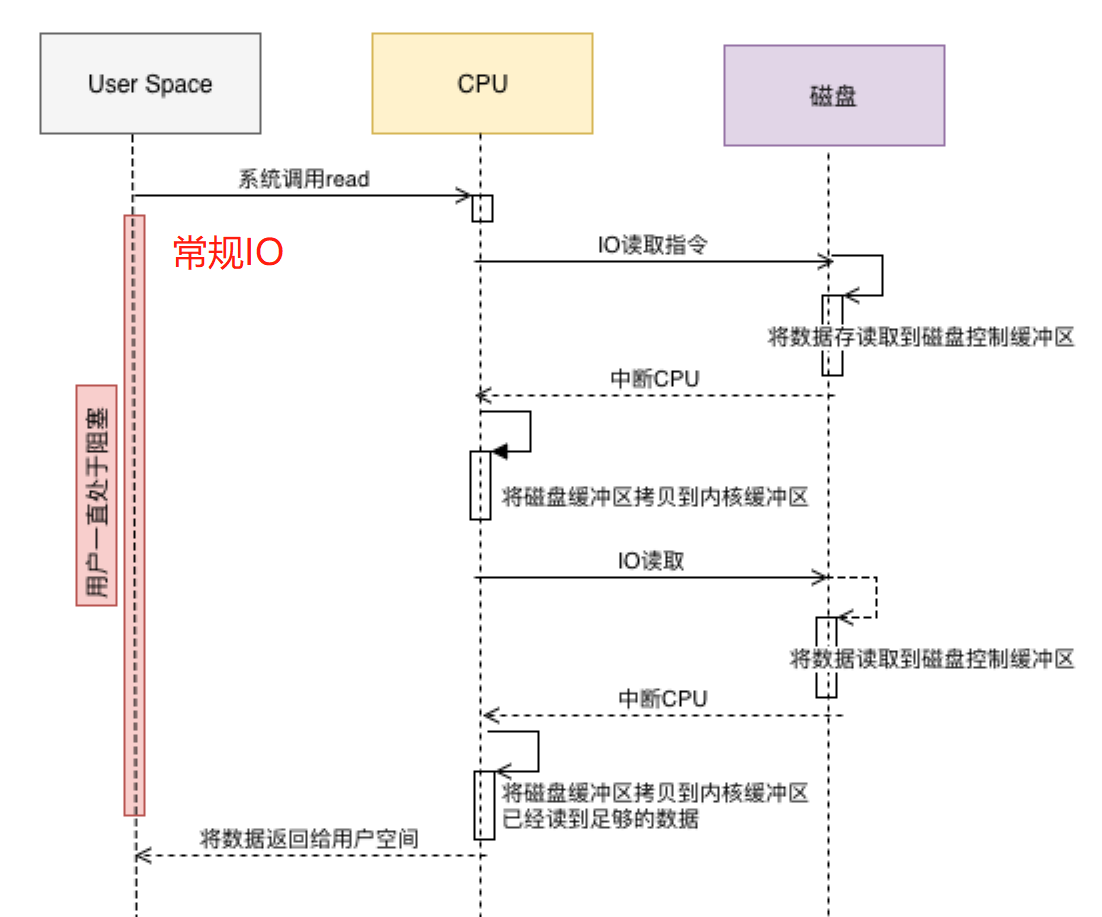 User Space
CPU
磁盘
系统调用read
常规IO
IO读取指令
将数据存读取到磁盘控制缓冲区
中断CPU
用户一直处于阻塞
将磁盘缓冲区拷贝到内核缓冲区
IO读取
将数据读取到磁盘控制缓冲区
中断CPU
将磁盘缓冲区拷贝到内核缓冲区
已经读到足够的数据
将数据返回给用户空间